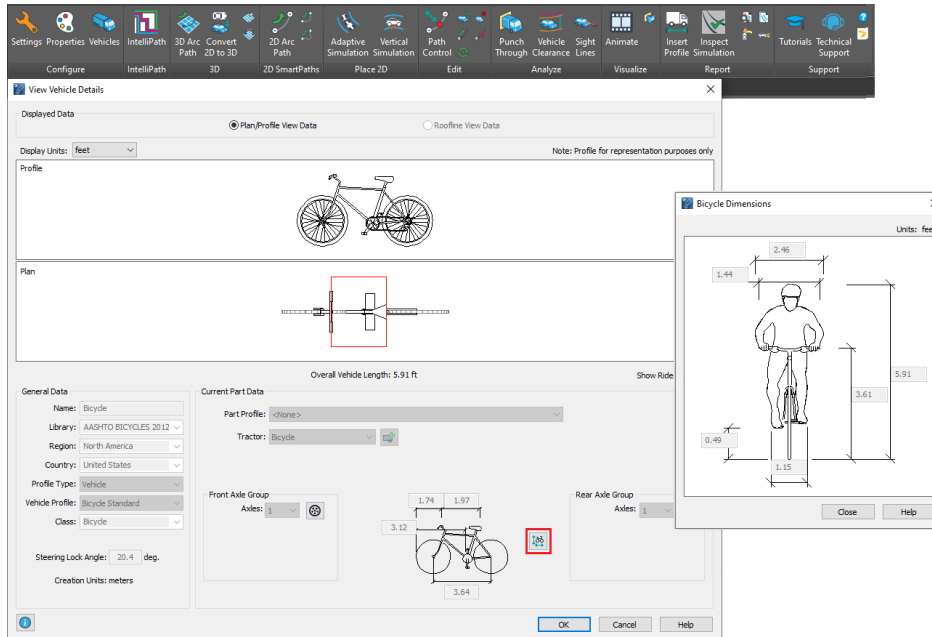 Settings Properties Vehicles IntelliPath 3D Arc Path Convert 2D to 3D 2D Arc Path Adaptive Simulation Vertical Simulation Path Control Punch Through Vehicle Clearance Sight Lines Animate Insert Profile Inspect Simulation Tutorials Technical Support
Configure IntelliPath 3D 2D SmartPaths Place 2D Edit Analyze Visualize Report Support
View Vehicle Details
Displayed Data
Plan/Profile View Data Roofline View Data
Display Units: feet Note: Profile for representation purposes only
Profile
Plan
Overall Vehicle Length: 5.91 ft Show Ride
General Data
Name: Bicycle
Library: AASHTO BICYCLES 2012
Region: North America
Country: United States
Profile Type: Vehicle
Vehicle Profile: Bicycle Standard
Class: Bicycle
Steering Lock Angle: 20.4 deg.
Creation Units: meters
Current Part Data
Part Profile: <None>
Tractor: Bicycle
Front Axle Group
Axles: 1
1.74 1.97
3.12
3.64
Rear Axle Group
Axles: 1
OK Cancel Help
Bicycle Dimensions
Units: fee
2.46
1.44
5.91
3.61
0.49
1.15
Close Help